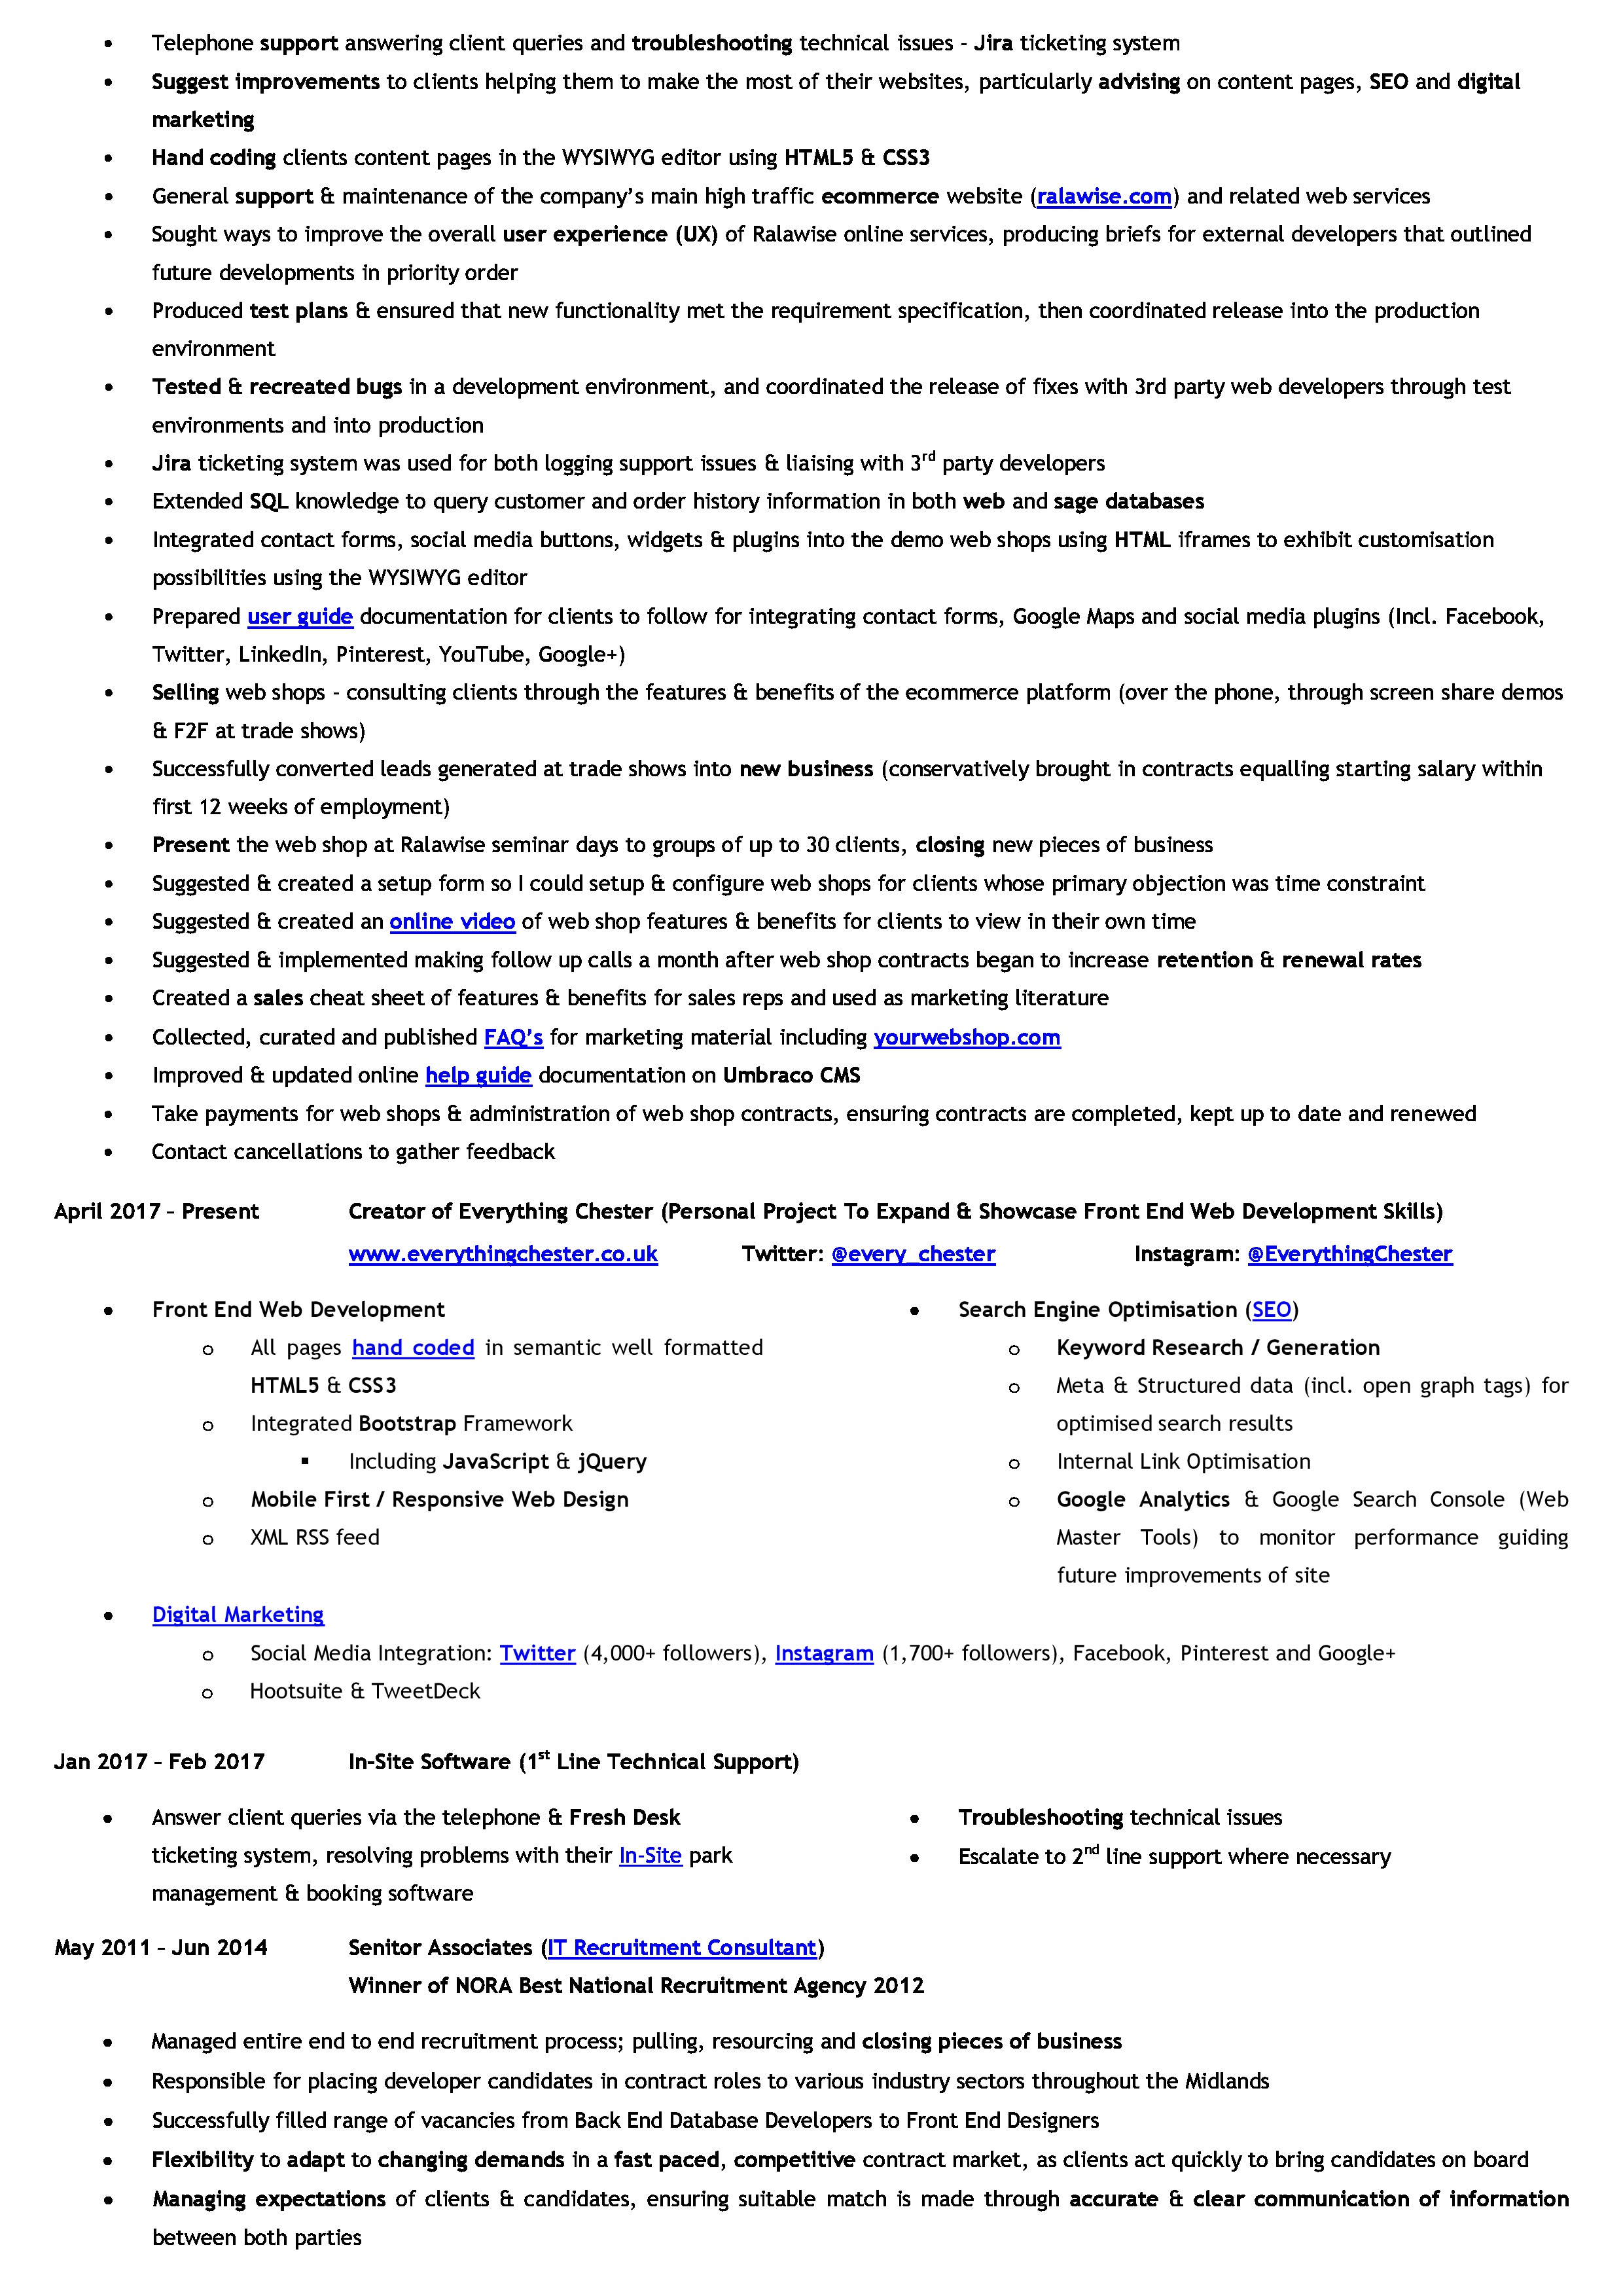 • Telephone support answering client queries and troubleshooting technical issues - Jira ticketing system
• Suggest improvements to clients helping them to make the most of their websites, particularly advising on content pages, SEO and digital
marketing
• Hand coding clients content pages in the WYSIWYG editor using HTML5 & CSS3
• General support & maintenance of the company's main high traffic ecommerce website (ralawise.com) and related web services
• Sought ways to improve the overall user experience (UX) of Ralawise online services, producing briefs for external developers that outlined
future developments in priority order
• Produced test plans & ensured that new functionality met the requirement specification, then coordinated release into the production
environment
• Tested & recreated bugs in a development environment, and coordinated the release of fixes with 3rd party web developers through test
environments and into production
• Jira ticketing system was used for both logging support issues & liaising with 3rd party developers
• Extended SQL knowledge to query customer and order history information in both web and sage databases
• Integrated contact forms, social media buttons, widgets & plugins into the demo web shops using HTML iframes to exhibit customisation
possibilities using the WYSIWYG editor
• Prepared user guide documentation for clients to follow for integrating contact forms, Google Maps and social media plugins (Incl. Facebook,
Twitter, LinkedIn, Pinterest, YouTube, Google+)
• Selling web shops - consulting clients through the features & benefits of the ecommerce platform (over the phone, through screen share demos
& F2F at trade shows)
• Successfully converted leads generated at trade shows into new business (conservatively brought in contracts equalling starting salary within
first 12 weeks of employment)
• Present the web shop at Ralawise seminar days to groups of up to 30 clients, closing new pieces of business
• Suggested & created a setup form so I could setup & configure web shops for clients whose primary objection was time constraint
• Suggested & created an online video of web shop features & benefits for clients to view in their own time
• Suggested & implemented making follow up calls a month after web shop contracts began to increase retention & renewal rates
• Created a sales cheat sheet of features & benefits for sales reps and used as marketing literature
• Collected, curated and published FAQ's for marketing material including yourwebshop.com
• Improved & updated online help guide documentation on Umbraco CMS
• Take payments for web shops & administration of web shop contracts, ensuring contracts are completed, kept up to date and renewed
• Contact cancellations to gather feedback
April 2017 – Present Creator of Everything Chester (Personal Project To Expand & Showcase Front End Web Development Skills)
www.everythingchester.co.uk Twitter: @every_chester Instagram: @EverythingChester
• Front End Web Development
o All pages hand coded in semantic well formatted
HTML5 & CSS3
o Integrated Bootstrap Framework
▪ Including JavaScript & jQuery
o Mobile First / Responsive Web Design
o XML RSS feed
• Search Engine Optimisation (SEO)
o Keyword Research / Generation
o Meta & Structured data (incl. open graph tags) for
optimised search results
o Internal Link Optimisation
o Google Analytics & Google Search Console (Web
Master Tools) to monitor performance guiding
future improvements of site
• Digital Marketing
o Social Media Integration: Twitter (4,000+ followers), Instagram (1,700+ followers), Facebook, Pinterest and Google+
o Hootsuite & TweetDeck
Jan 2017 – Feb 2017 In-Site Software (1st Line Technical Support)
• Answer client queries via the telephone & Fresh Desk
ticketing system, resolving problems with their In-Site park
management & booking software
• Troubleshooting technical issues
• Escalate to 2nd line support where necessary
May 2011 – Jun 2014 Senitor Associates (IT Recruitment Consultant)
Winner of NORA Best National Recruitment Agency 2012
• Managed entire end to end recruitment process; pulling, resourcing and closing pieces of business
• Responsible for placing developer candidates in contract roles to various industry sectors throughout the Midlands
• Successfully filled range of vacancies from Back End Database Developers to Front End Designers
• Flexibility to adapt to changing demands in a fast paced, competitive contract market, as clients act quickly to bring candidates on board
• Managing expectations of clients & candidates, ensuring suitable match is made through accurate & clear communication of information
between both parties